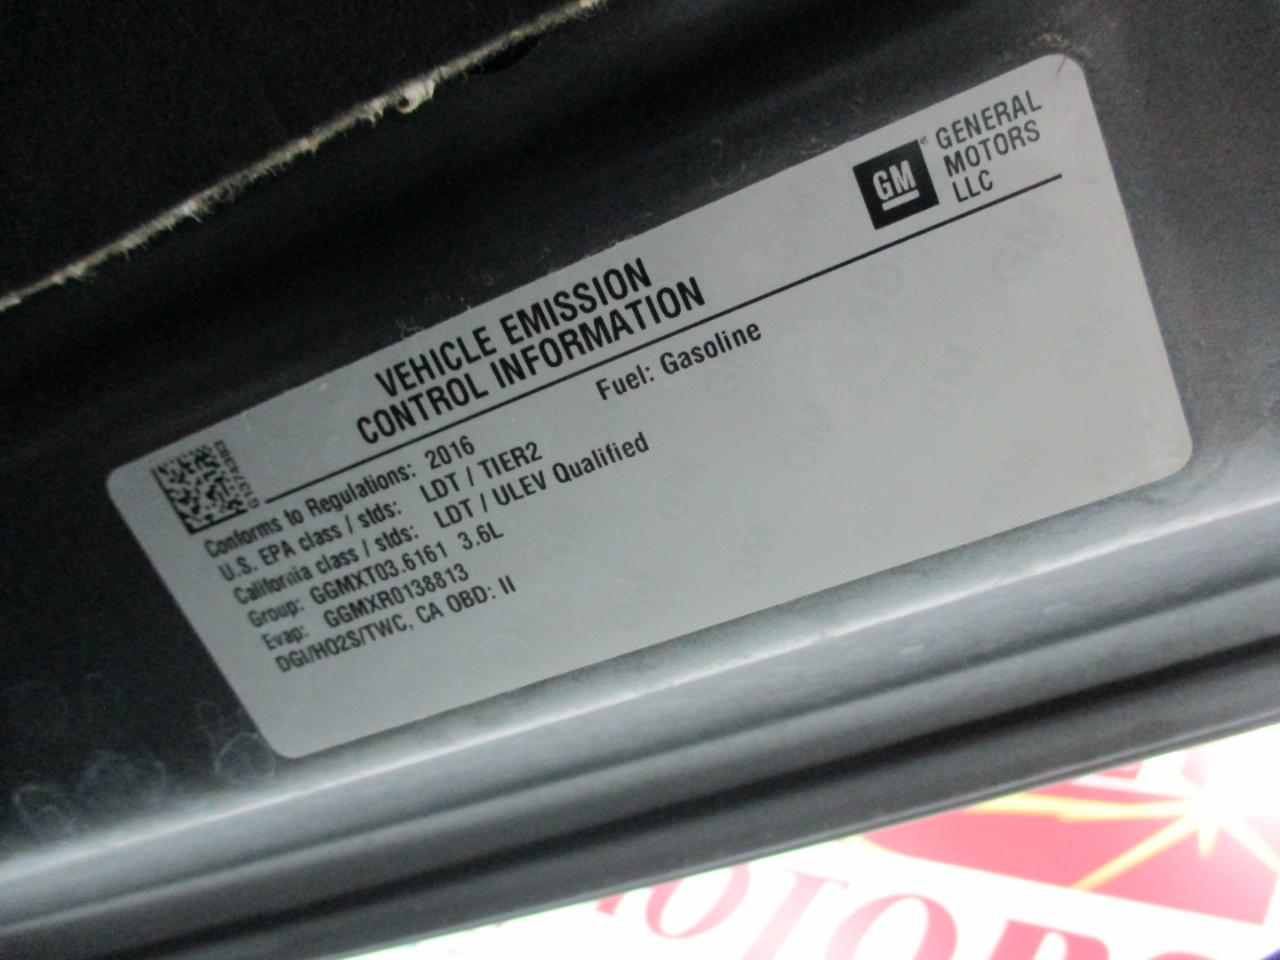 GM
GENERAL
MOTORS
LLC
VEHICLE EMISSION
CONTROL INFORMATION
Conforms to Regulations: 2016 Fuel: Gasoline
U.S. EPA class / stds: LDT / TIER2
California class / stds: LDT / ULEV Qualified
Group: GGMXT03.6161 3.6L
Evap: GGMXR0138813
DGI/HO2S/TWC, CA OBD: II